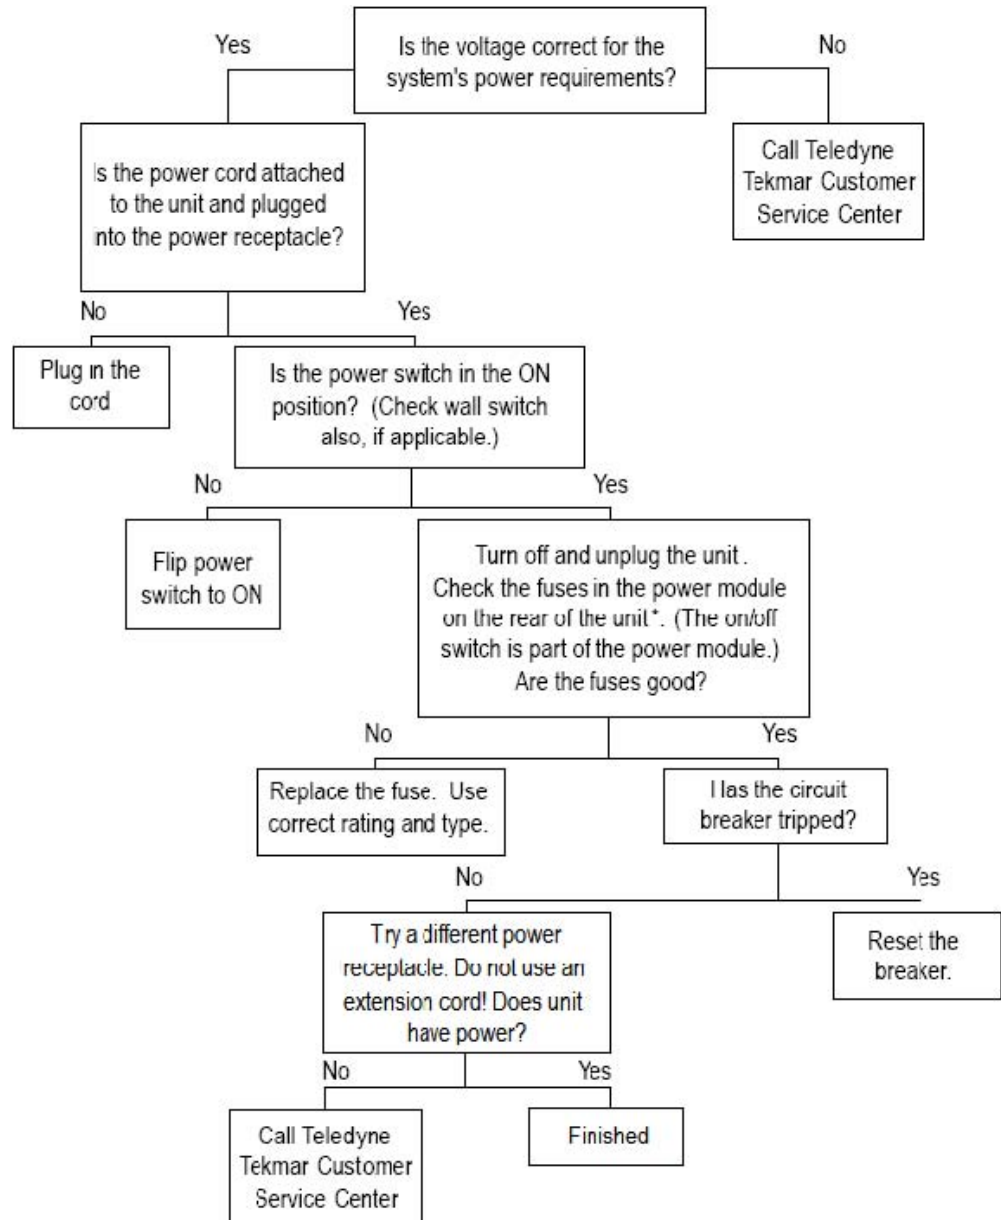 Yes
Is the voltage correct for the
system's power requirements?
No
Is the power cord attached
to the unit and plugged
into the power receptacle?
Call Teledyne
Tekmar Customer
Service Center
No
Yes
Plug in the
cord
Is the power switch in the ON
position? (Check wall switch
also, if applicable.)
No
Yes
Flip power
switch to ON
Turn off and unplug the unit.
Check the fuses in the power module
on the rear of the unit*. (The on/off
switch is part of the power module.)
Are the fuses good?
No
Yes
Replace the fuse. Use
correct rating and type.
Has the circuit
breaker tripped?
No
Yes
Try a different power
receptacle. Do not use an
extension cord! Does unit
have power?
Reset the
breaker.
No
Yes
Call Teledyne
Tekmar Customer
Service Center
Finished